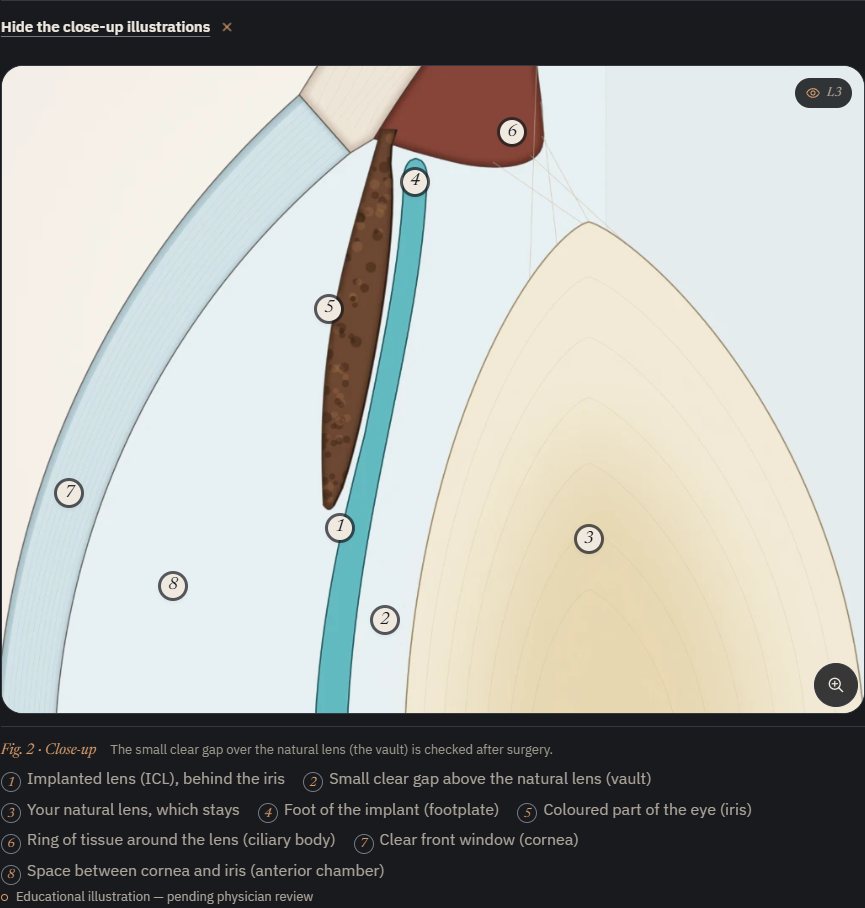 Hide the close-up illustrations ×
L3
6
4
5
7
1
3
8
2
Fig. 2 · Close-up The small clear gap over the natural lens (the vault) is checked after surgery.
1 Implanted lens (ICL), behind the iris 2 Small clear gap above the natural lens (vault)
3 Your natural lens, which stays 4 Foot of the implant (footplate) 5 Coloured part of the eye (iris)
6 Ring of tissue around the lens (ciliary body) 7 Clear front window (cornea)
8 Space between cornea and iris (anterior chamber)
Educational illustration — pending physician review